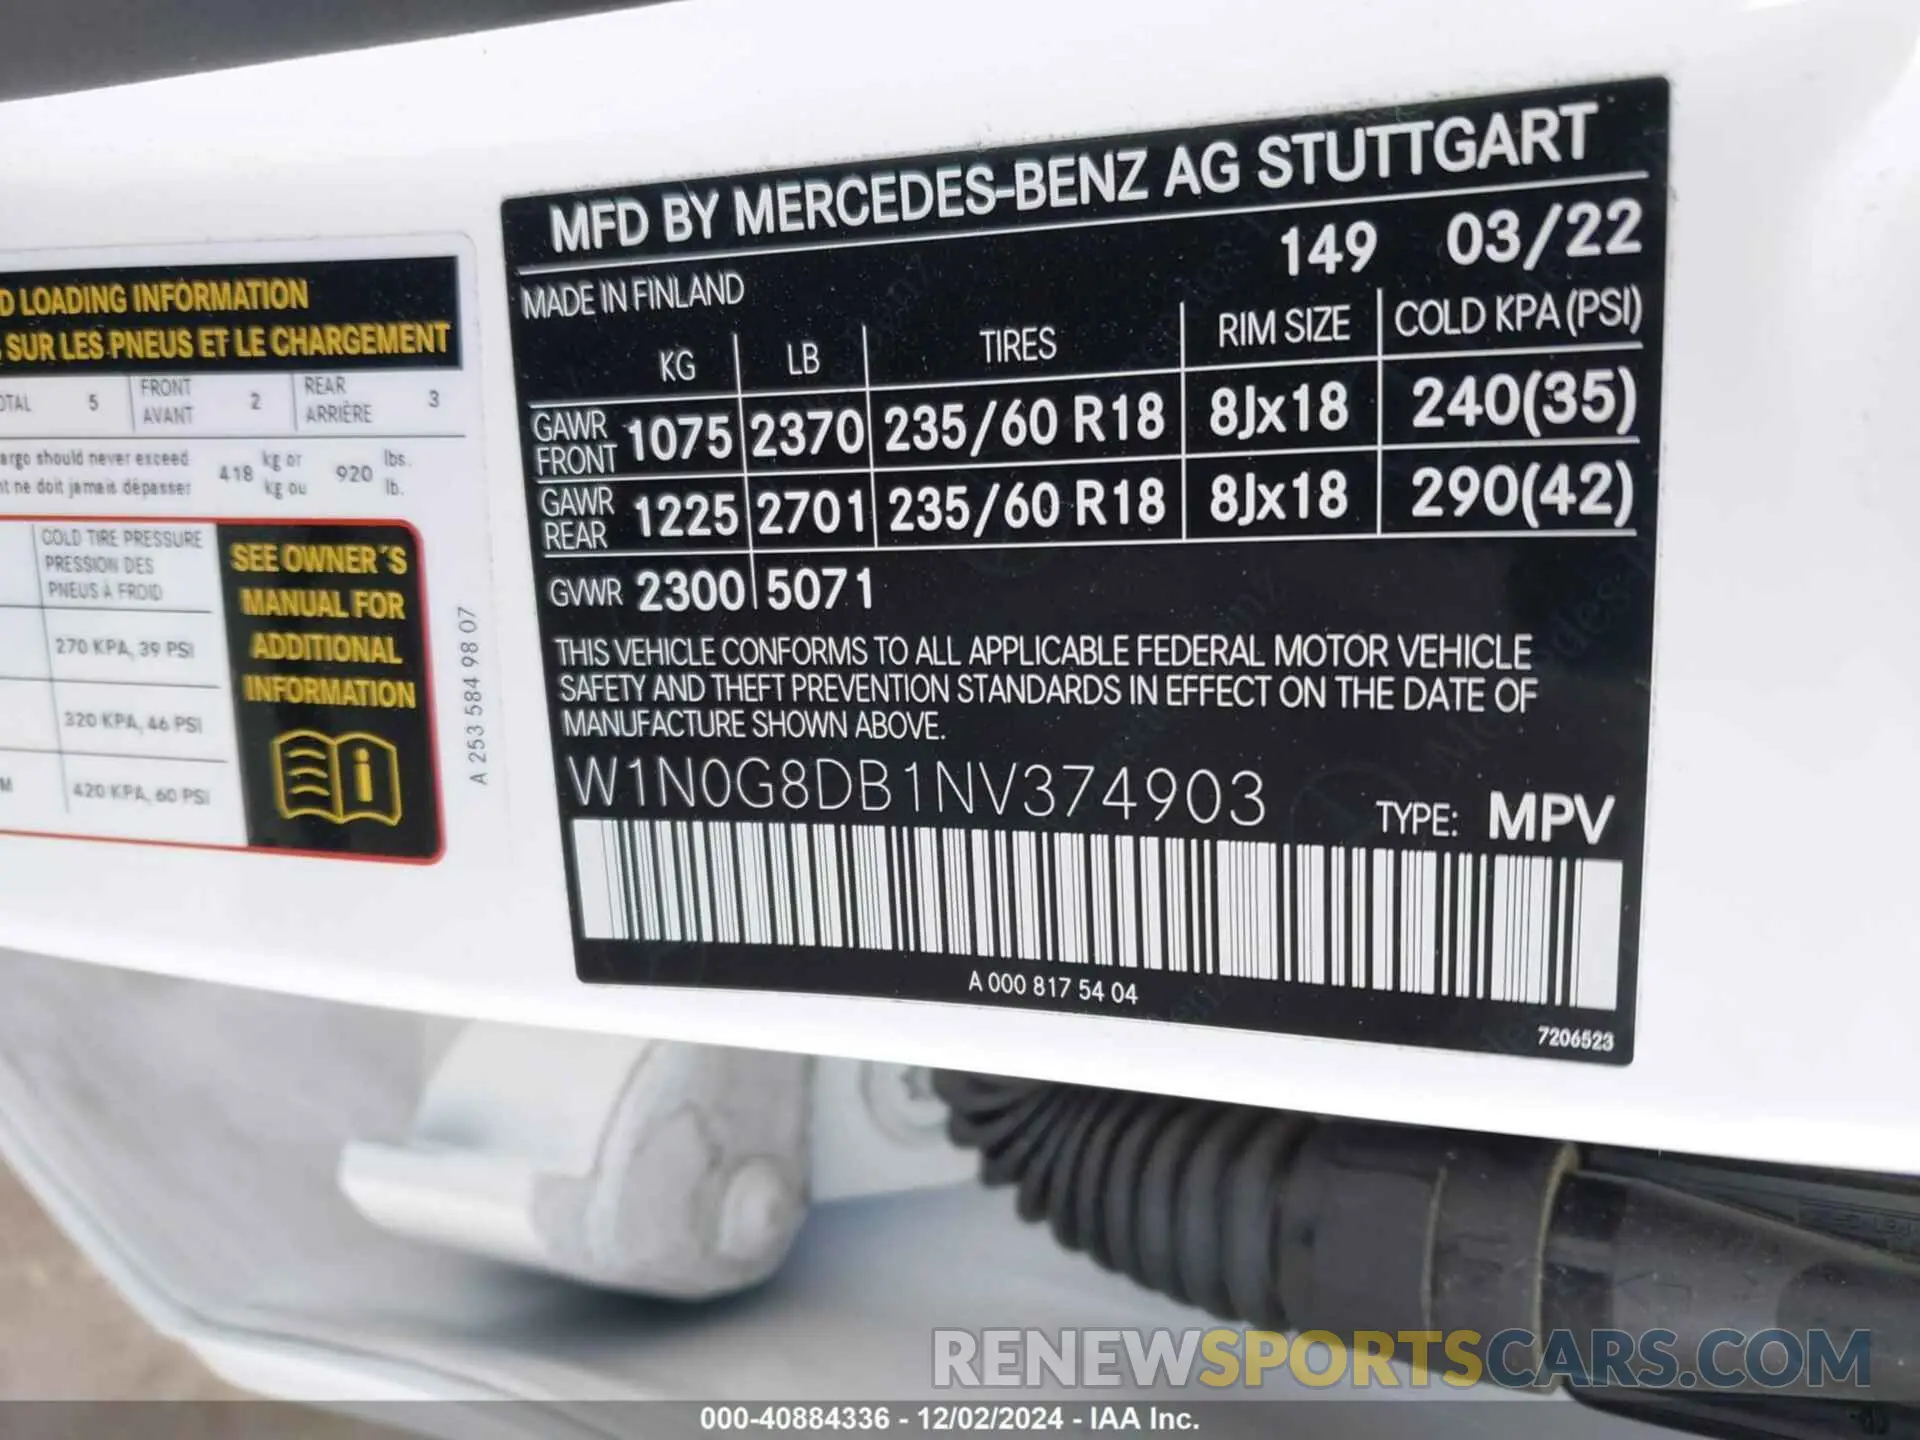 D LOADING INFORMATION
SUR LES PNEUS ET LE CHARGEMENT
OTAL 5 FRONT AVANT 2 REAR ARRIÈRE 3
argo should never exceed 418 kg or 920 lbs.
nt ne doit jamais dépasser kg ou lb.
COLD TIRE PRESSURE
PRESSION DES
PNEUS À FROID
270 KPA, 39 PSI
320 KPA, 46 PSI
M 420 KPA, 60 PSI
SEE OWNER´S
MANUAL FOR
ADDITIONAL
INFORMATION
A 253 584 98 07
MFD BY MERCEDES-BENZ AG STUTTGART
149 03/22
MADE IN FINLAND
KG LB TIRES RIM SIZE COLD KPA (PSI)
GAWR FRONT 1075 2370 235/60 R18 8Jx18 240(35)
GAWR REAR 1225 2701 235/60 R18 8Jx18 290(42)
GVWR 2300 5071
THIS VEHICLE CONFORMS TO ALL APPLICABLE FEDERAL MOTOR VEHICLE
SAFETY AND THEFT PREVENTION STANDARDS IN EFFECT ON THE DATE OF
MANUFACTURE SHOWN ABOVE.
W1N0G8DB1NV374903
TYPE: MPV
A 000 817 54 04
7206523
RENEWSPORTSCARS.COM
000-40884336 - 12/02/2024 - IAA Inc.